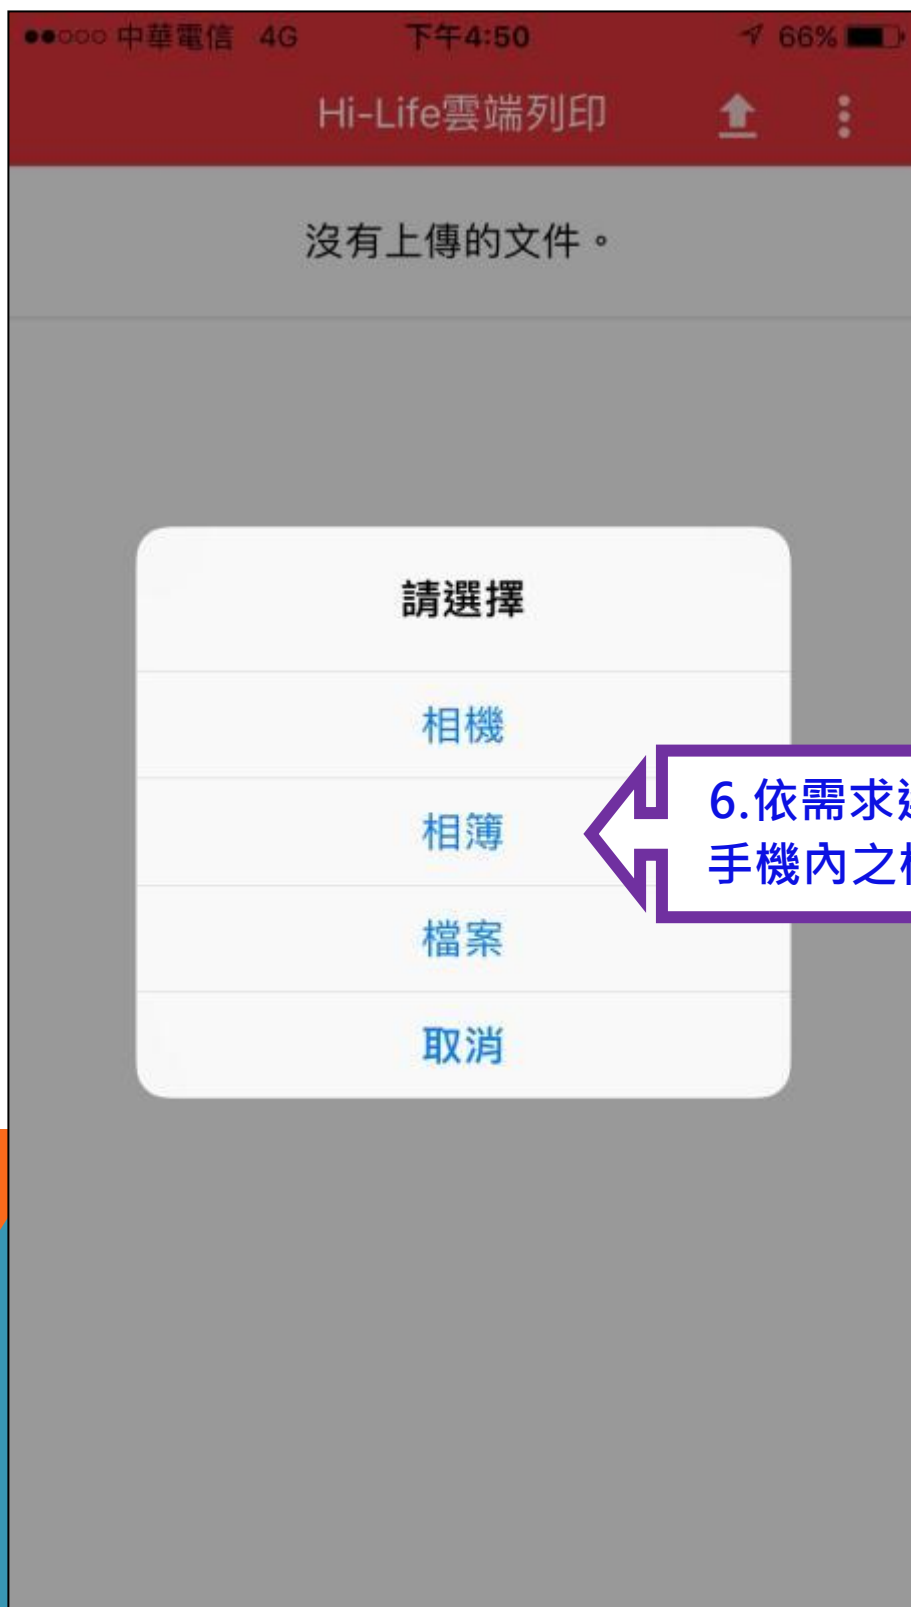 中華電信 4G 下午4:50 66%
Hi-Life雲端列印
沒有上傳的文件。
請選擇
相機
相簿
6.依需求
手機內之
檔案
取消